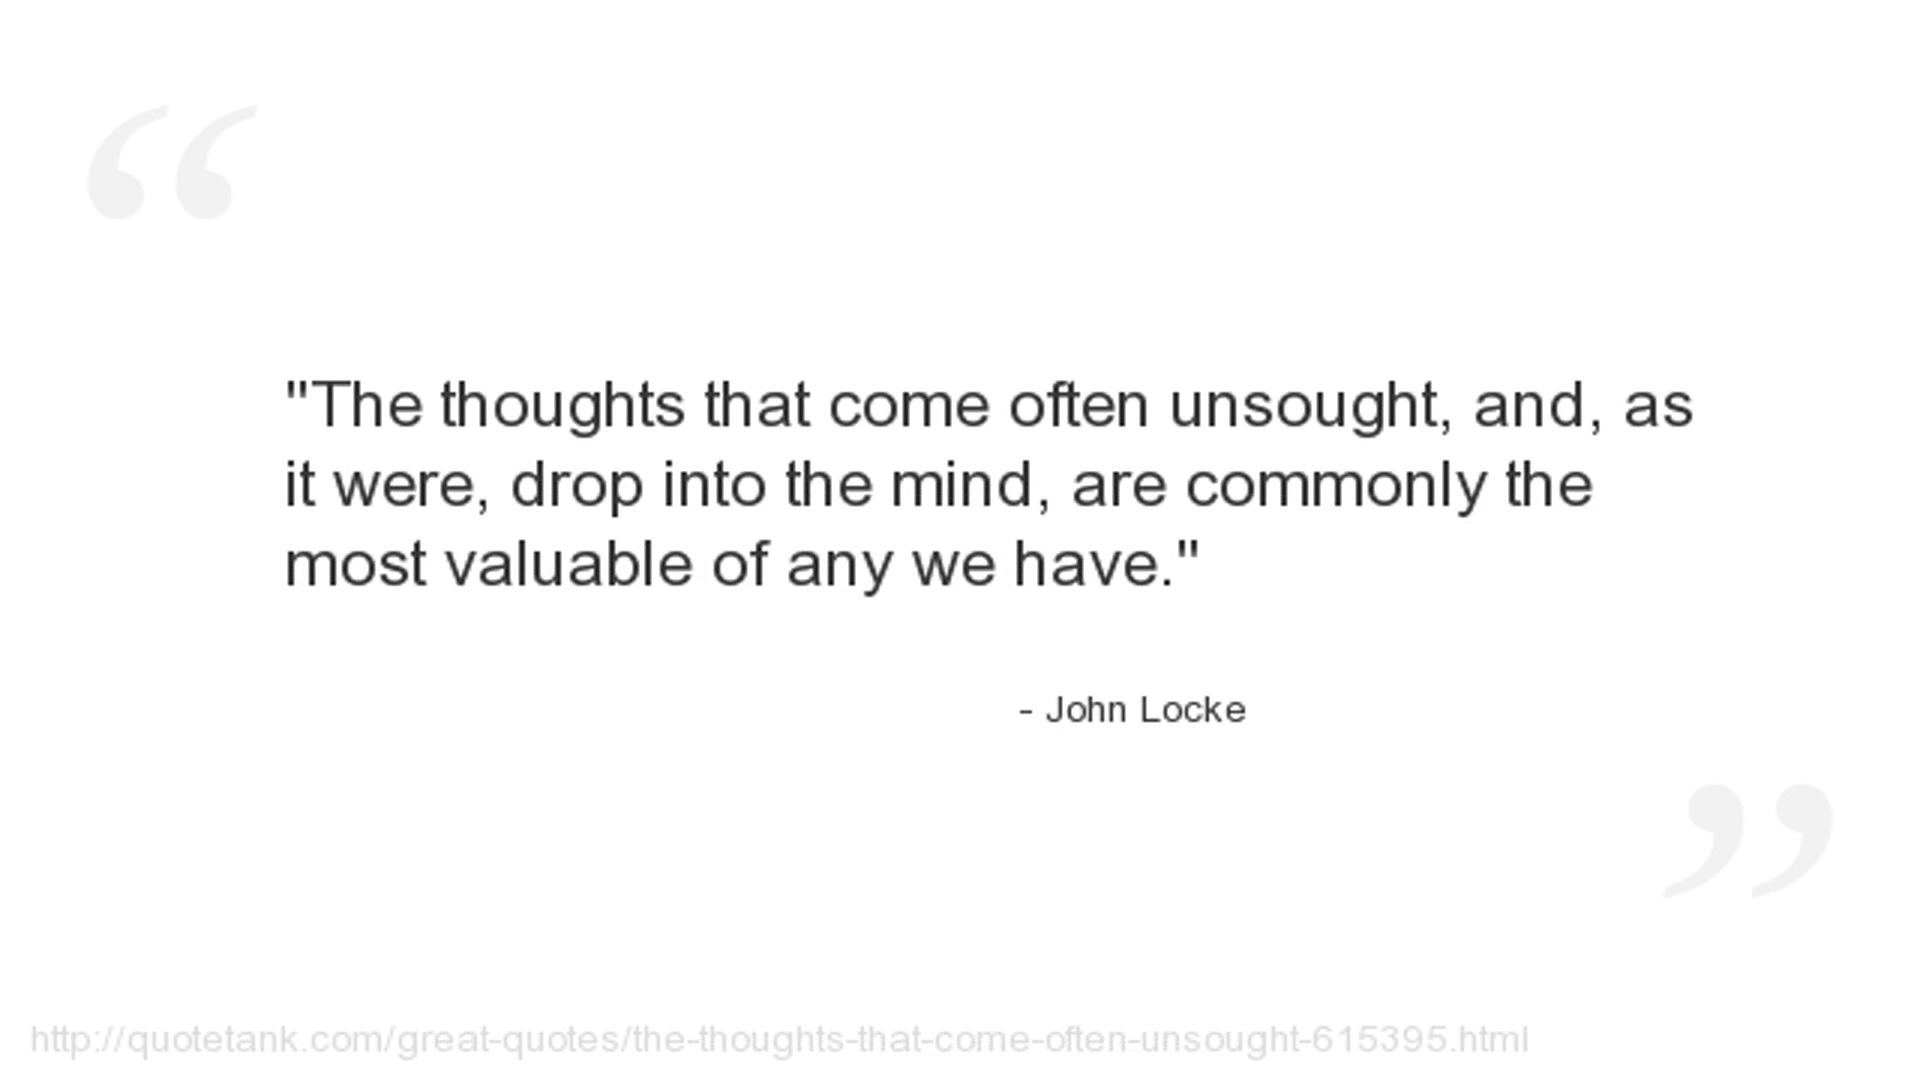 "The thoughts that come often unsought, and, as
it were, drop into the mind, are commonly the
most valuable of any we have."
- John Locke
http://quotetank.com/great-quotes/the-thoughts-that-come-often-unsought-615395.html